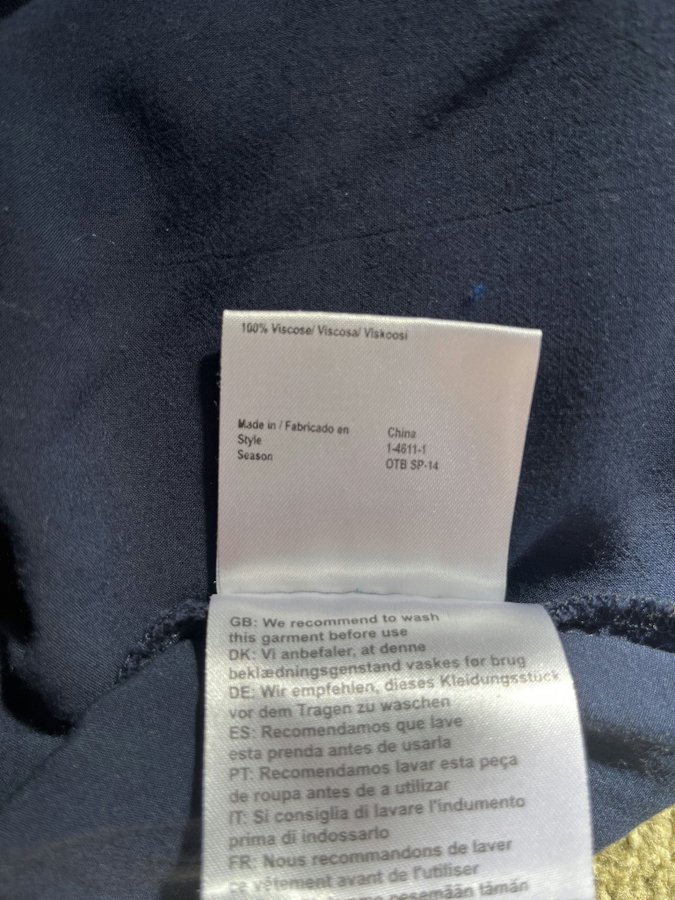 100% Viscose/ Viscosa/ Viskoosi
Made in / Fabricado en China
Style 1-4611-1
Season OTB SP-14
GB: We recommend to wash
this garment before use
DK: Vi anbefaler, at denne
beklædningsgenstand vaskes før brug
DE: Wir empfehlen, dieses Kleidungsstück
vor dem Tragen zu waschen
ES: Recomendamos que lave
esta prenda antes de usarla
PT: Recomendamos lavar esta peça
de roupa antes de a utilizar
IT: Si consiglia di lavare l'indumento
prima di indossarlo
FR: Nous recommandons de laver
ce vêtement avant de l'utiliser
pesemään tämän